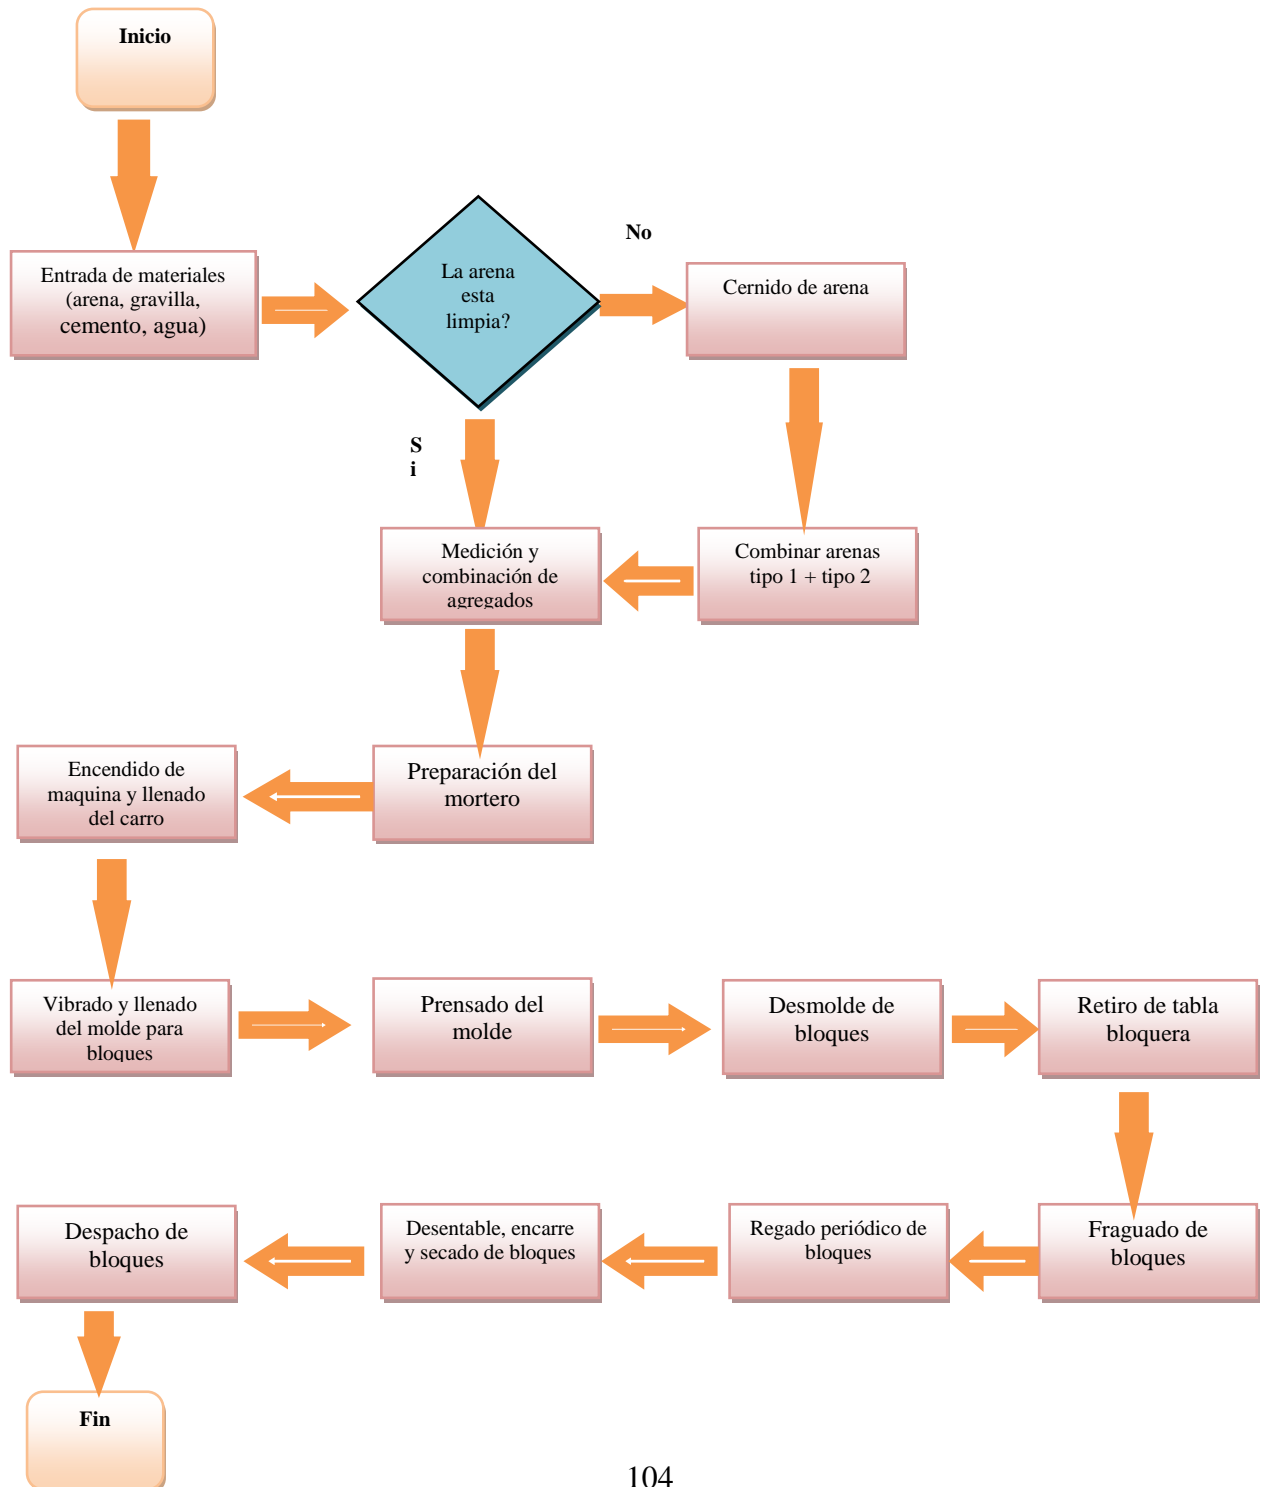 Inicio
Entrada de materiales
(arena, gravilla,
cemento, agua)
La arena
esta
limpia?
No
Cernido de arena
S
i
Combinar arenas
tipo 1 + tipo 2
Medición y
combinación de
agregados
Preparación del
mortero
Encendido de
maquina y llenado
del carro
Vibrado y llenado
del molde para
bloques
Prensado del
molde
Desmolde de
bloques
Retiro de tabla
bloquera
Fraguado de
bloques
Regado periódico de
bloques
Desentable, encarre
y secado de bloques
Despacho de
bloques
Fin
104